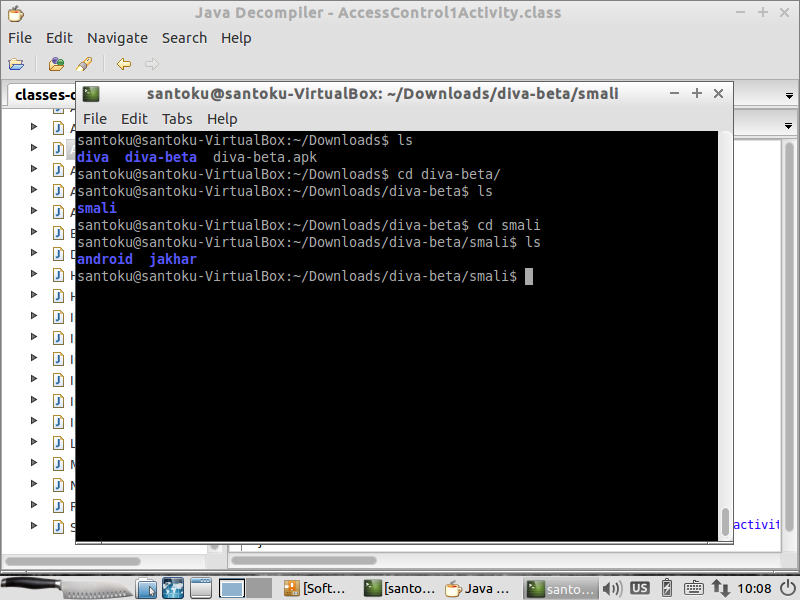 Java Decompiler - AccessControl1Activity.class
File Edit Navigate Search Help
classes-
santoku@santoku-VirtualBox: ~/Downloads/diva-beta/smali
File Edit Tabs Help
santoku@santoku-VirtualBox:~/Downloads$ ls
diva diva-beta diva-beta.apk
santoku@santoku-VirtualBox:~/Downloads$ cd diva-beta/
santoku@santoku-VirtualBox:~/Downloads/diva-beta$ ls
smali
santoku@santoku-VirtualBox:~/Downloads/diva-beta$ cd smali
santoku@santoku-VirtualBox:~/Downloads/diva-beta/smali$ ls
android jakhar
santoku@santoku-VirtualBox:~/Downloads/diva-beta/smali$
activit
[Soft... [santo... Java ... santo... US 10:08